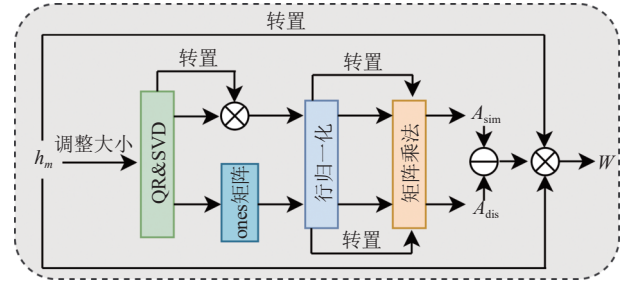 转置
转置
转置
调整大小
h_m
QR&SVD
ones矩阵
行归一化
矩阵乘法
A_sim
A_dis
W
转置